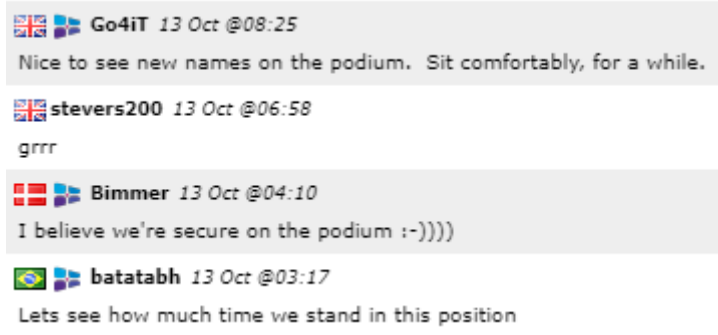 Go4iT 13 Oct @08:25
Nice to see new names on the podium.  Sit comfortably, for a while.
stevers200 13 Oct @06:58
grrr
Bimmer 13 Oct @04:10
I believe we're secure on the podium :-))))
batatabh 13 Oct @03:17
Lets see how much time we stand in this position